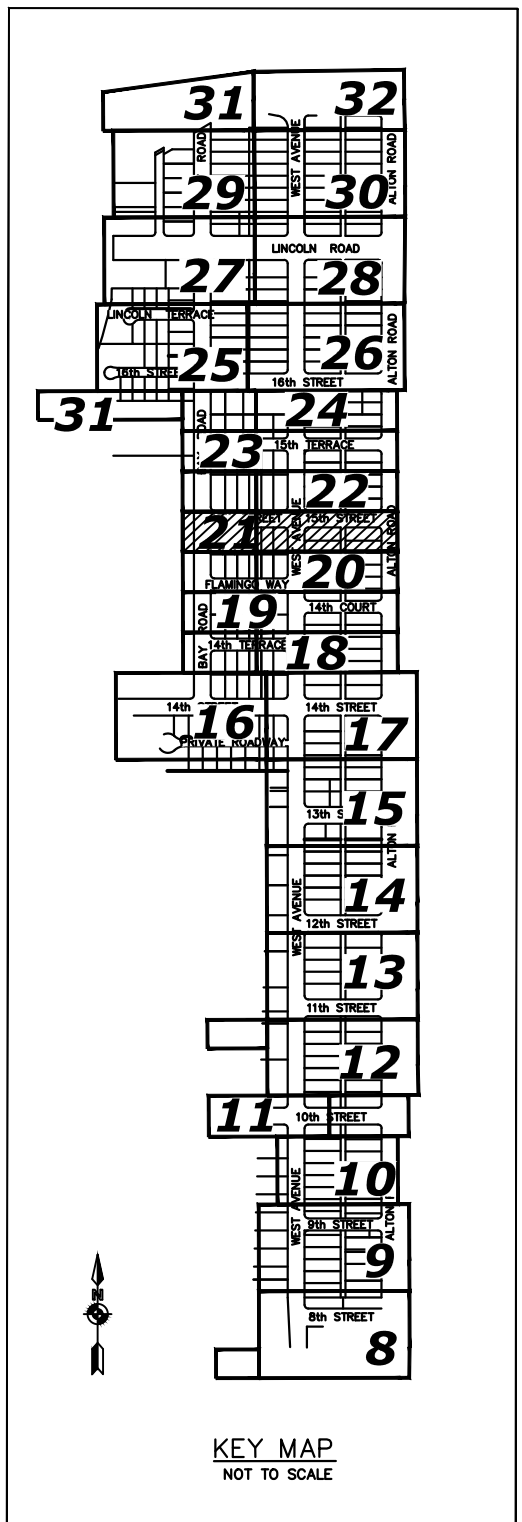 31
32
ROAD
WEST AVENUE
ALTON ROAD
29
30
LINCOLN ROAD
27
28
LINCOLN TERRACE
ALTON ROAD
16th STREE
25
26
16th STREET
31
24
ROAD
15th TERRACE
23
22
WEST AVENUE
EET
15th STREET
ALTON ROAD
21
20
FLAMINGO WAY
14th COURT
19
BAY ROAD
14th TERRACE
18
14th S
14th STREET
16
17
PRIVATE ROADWAY
13th S
15
ALTON
14
WEST AVENUE
12th STREET
13
11th STREET
12
11
10th STREET
10
WEST AVENUE
ALTON
9th STREET
9
8th STREET
8
N
KEY MAP
NOT TO SCALE